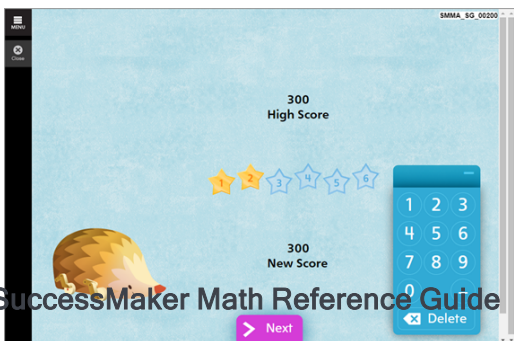 SMMA_SG_00200
MENU
Close
300
High Score
1 2 3 4 5 6
300
New Score
1 2 3
4 5 6
7 8 9
0
Delete
SuccessMaker Math Reference Guide
Next